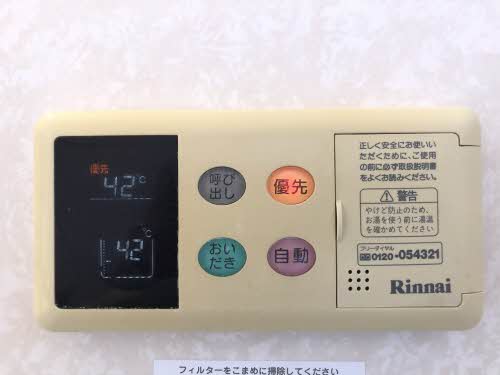 優先
42℃
42℃
呼び
出し
優先
おい
だき
自動
正しく安全にお使いい
ただくために、ご使用
の前に必ず取扱説明書
をよくお読みください。
⚠警告
やけど防止のため、
お湯を使う前に湯温
を確かめてください
フリーダイヤル
0120-054321
Rinnai
フィルターをこまめに掃除してください